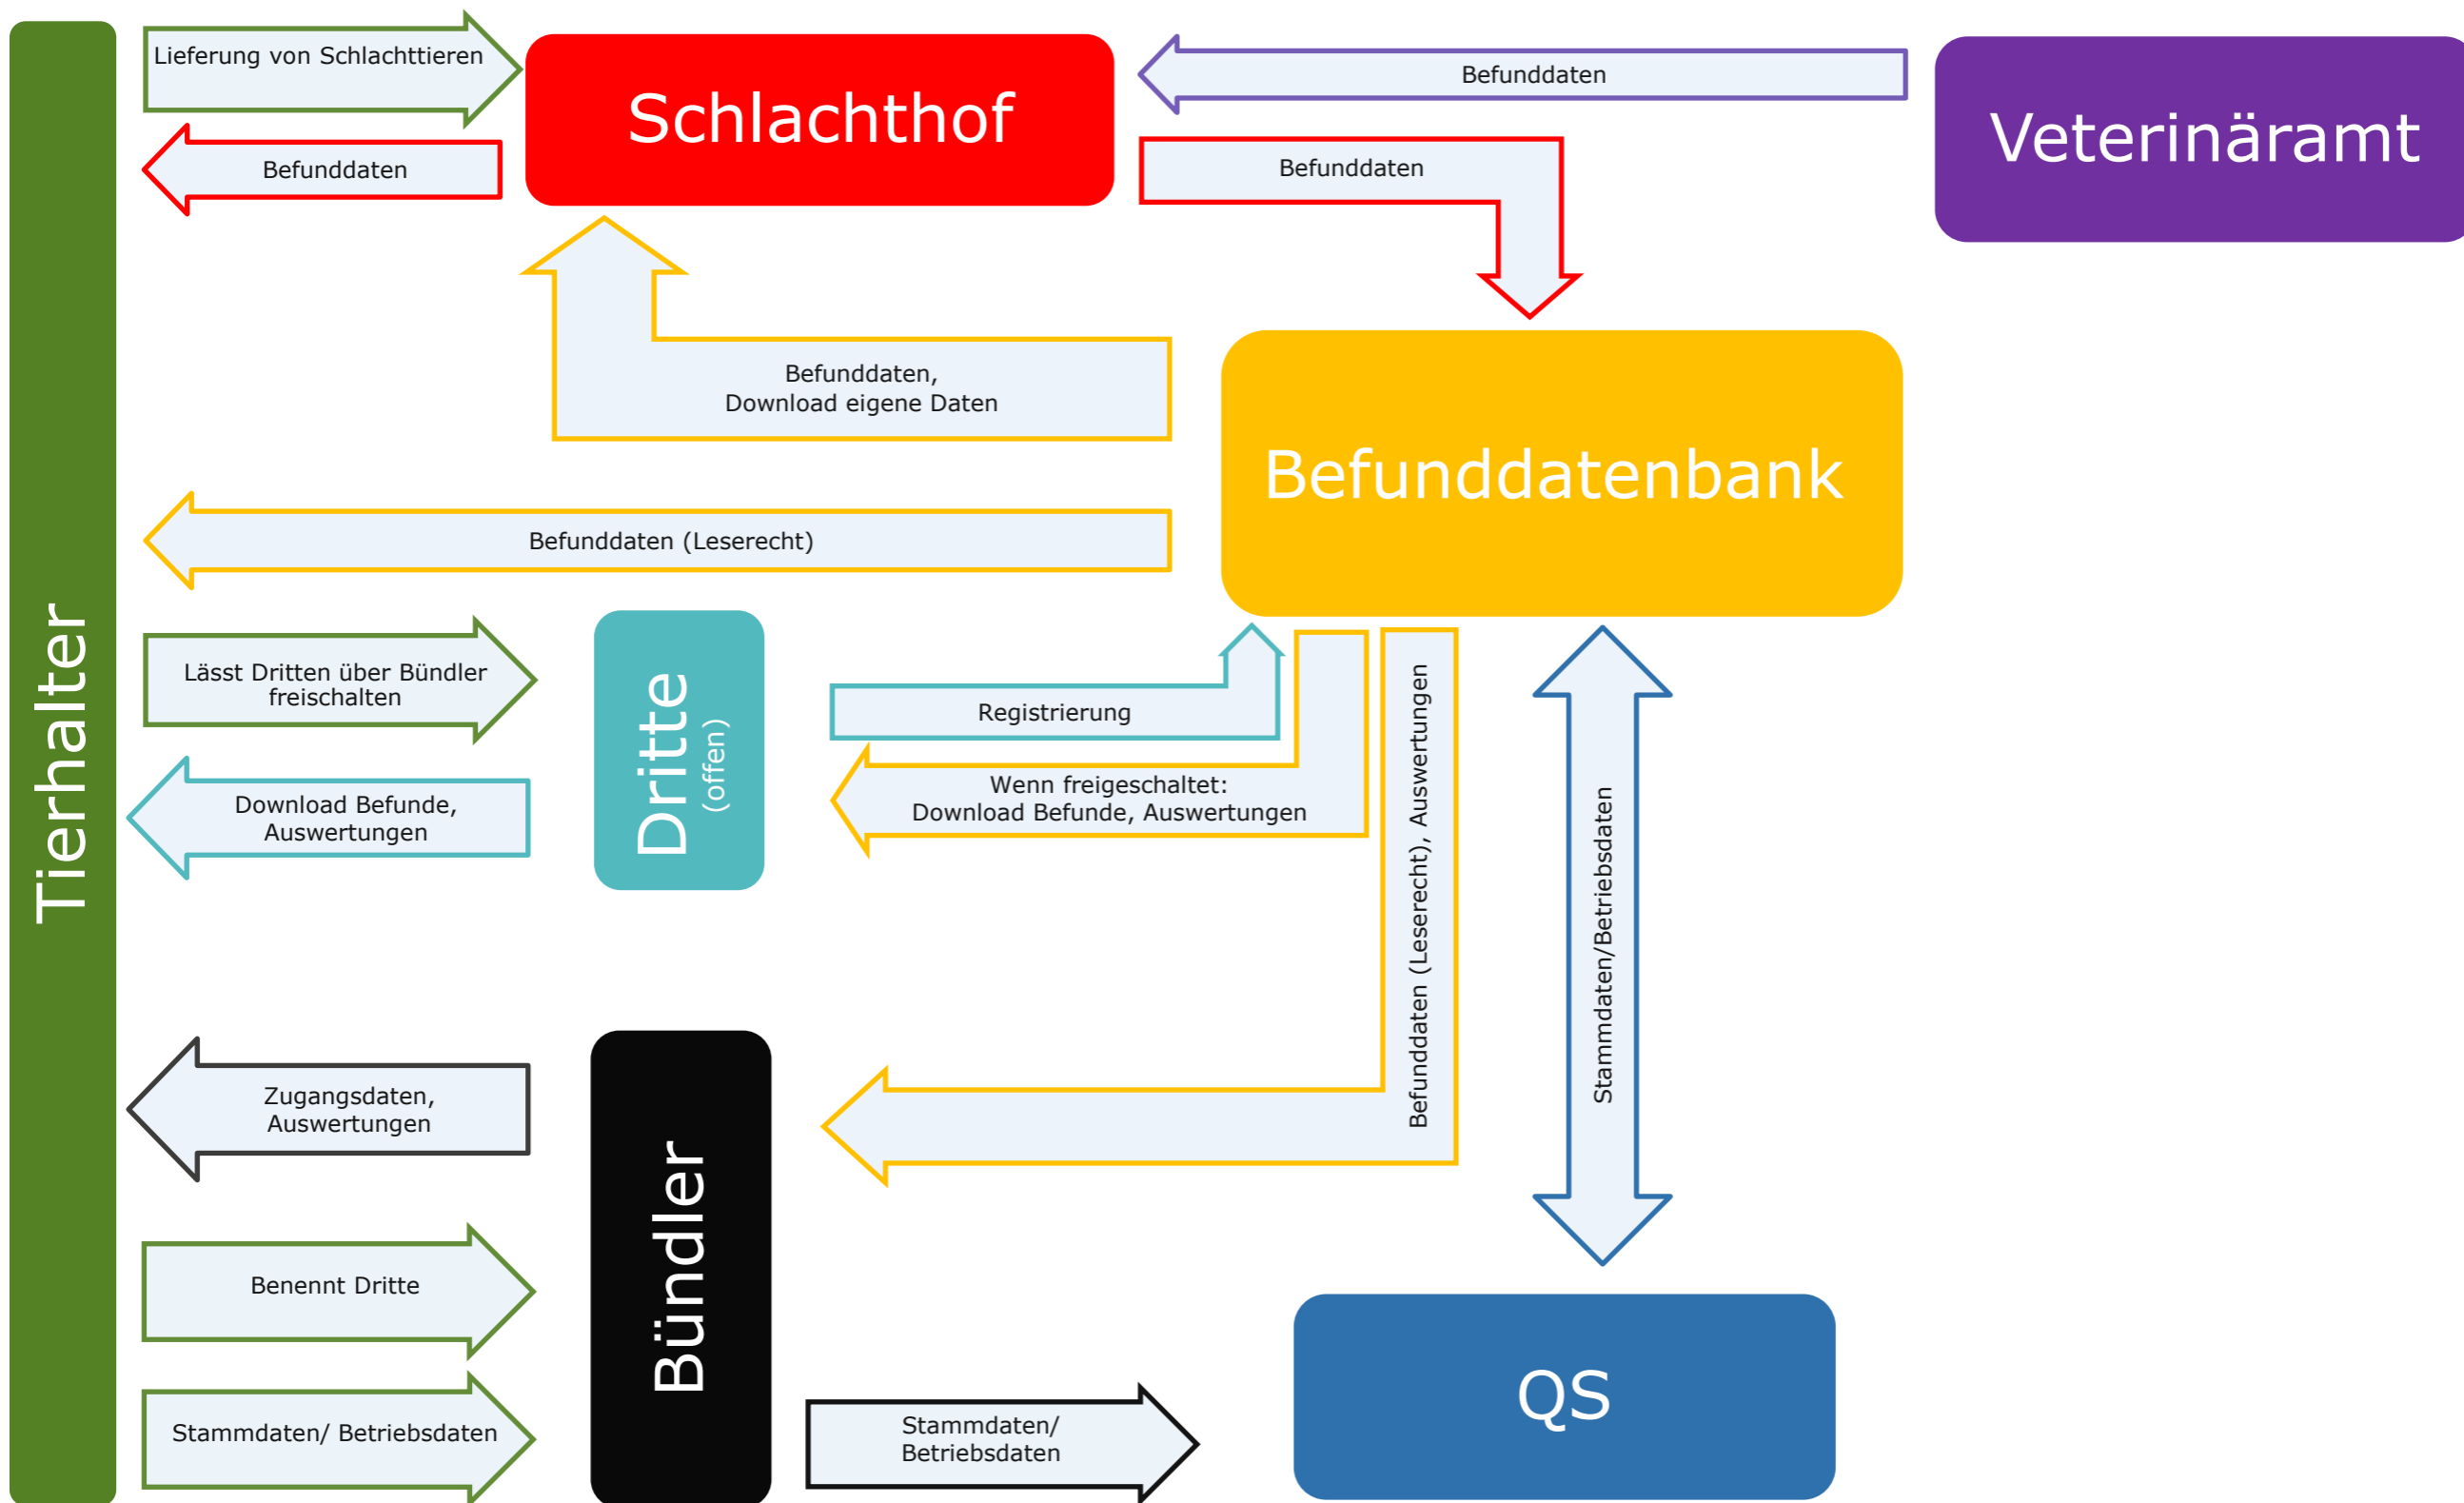 Lieferung von Schlachttieren
Schlachthof
Befunddaten
Veterinäramt
Befunddaten
Befunddaten
Befunddaten,
Download eigene Daten
Befunddatenbank
Befunddaten (Leserecht)
Tierhalter
Lässt Dritten über Bündler
freischalten
Dritte
(offen)
Registrierung
Wenn freigeschaltet:
Download Befunde, Auswertungen
Befunddaten (Leserecht), Auswertungen
Stammdaten/Betriebsdaten
Download Befunde,
Auswertungen
Zugangsdaten,
Auswertungen
Bündler
Benennt Dritte
Stammdaten/ Betriebsdaten
Stammdaten/
Betriebsdaten
QS